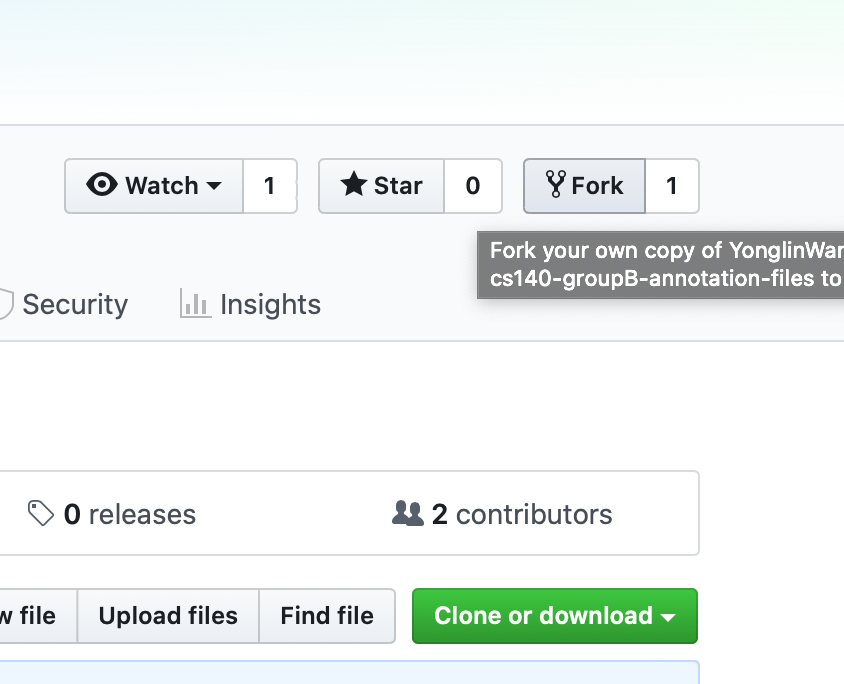 Watch 1 Star 0 Fork 1
Fork your own copy of
cs140-groupB-annotation-files to
Security Insights
0 releases 2 contributors
file Upload files Find file Clone or download